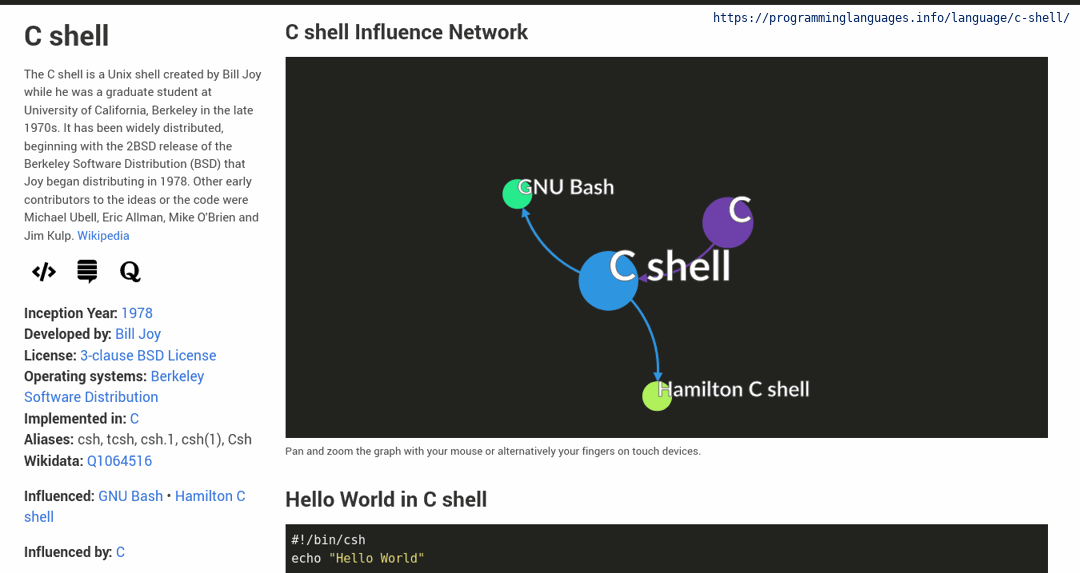 https://programminglanguages.info/language/c-shell/
C shell
The C shell is a Unix shell created by Bill Joy
while he was a graduate student at
University of California, Berkeley in the late
1970s. It has been widely distributed,
beginning with the 2BSD release of the
Berkeley Software Distribution (BSD) that
Joy began distributing in 1978. Other early
contributors to the ideas or the code were
Michael Ubell, Eric Allman, Mike O'Brien and
Jim Kulp. Wikipedia
Inception Year: 1978
Developed by: Bill Joy
License: 3-clause BSD License
Operating systems: Berkeley
Software Distribution
Implemented in: C
Aliases: csh, tcsh, csh.1, csh(1), Csh
Wikidata: Q1064516
Influenced: GNU Bash • Hamilton C
shell
Influenced by: C
C shell Influence Network
GNU Bash
C
C shell
Hamilton C shell
Pan and zoom the graph with your mouse or alternatively your fingers on touch devices.
Hello World in C shell
#!/bin/csh
echo "Hello World"